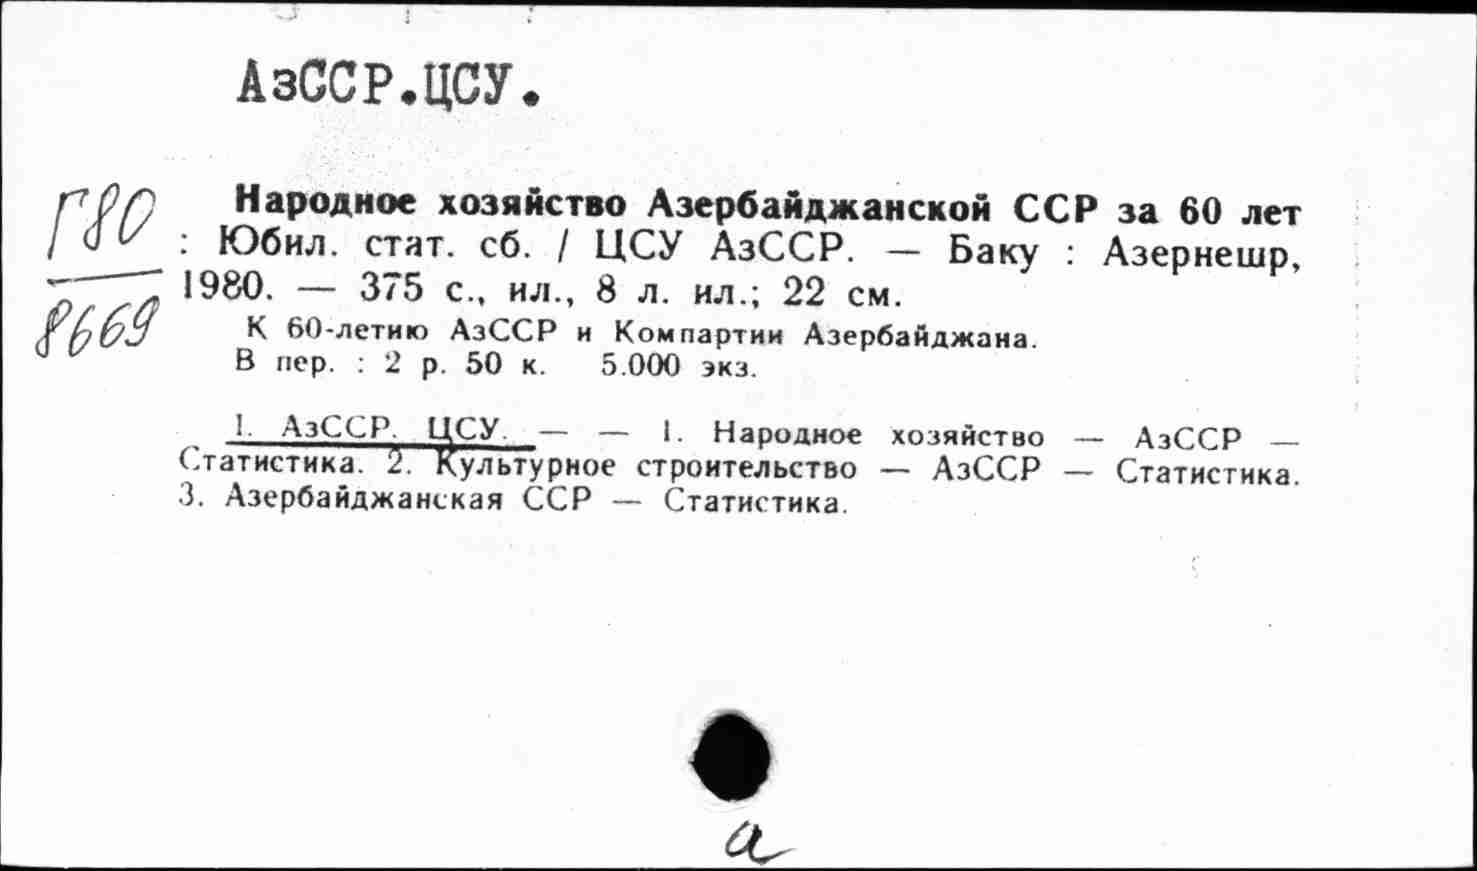 АзССР.ЦСУ.
Г80
8669
Народное хозяйство Азербайджанской ССР за 60 лет
: Юбил. стат. сб. / ЦСУ АзССР. — Баку : Азернешр,
1980. — 375 с., ил., 8 л. ил.; 22 см.
К 60-летию АзССР и Компартии Азербайджана.
В пер. : 2 р. 50 к. 5.000 экз.
I. АзССР. ЦСУ. — — 1. Народное хозяйство — АзССР —
Статистика. 2. Культурное строительство — АзССР — Статистика.
3. Азербайджанская ССР — Статистика.
а